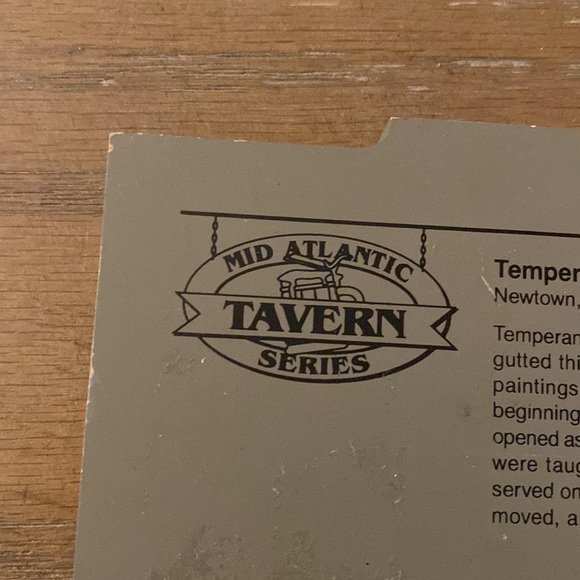 MID ATLANTIC
TAVERN
SERIES
Temper
Newtown,
Temperan
gutted thi
paintings
beginning
opened as
were taug
served on
moved, a